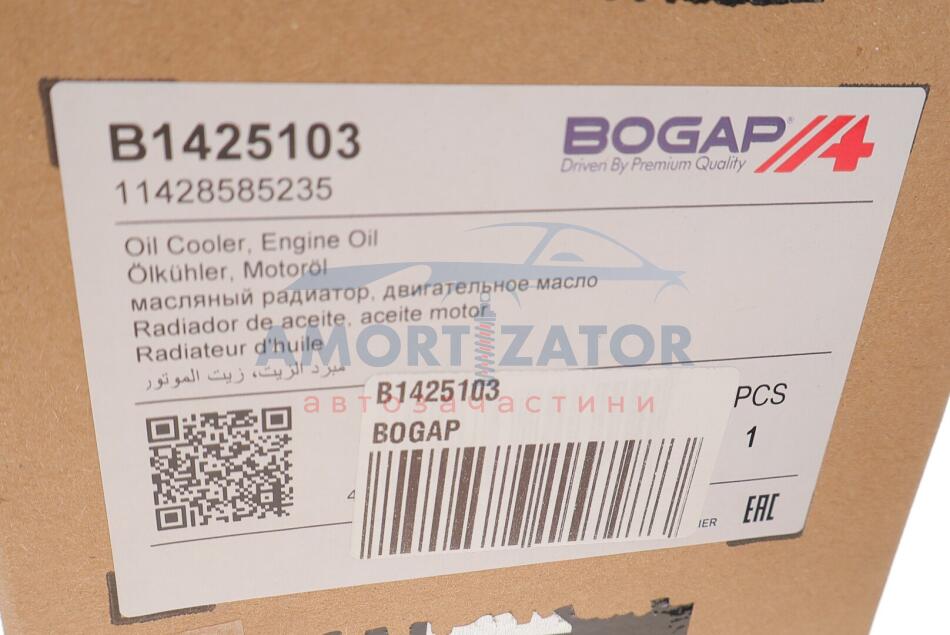 B1425103
BOGAP
Driven By Premium Quality
11428585235
Oil Cooler, Engine Oil
Ölkühler, Motoröl
масляный радиатор, двигательное масло
Radiador de aceite, aceite motor
Radiateur d'huile
مبرد الزيت، زيت الموتور
AMORTIZATOR
автозачастини
B1425103
BOGAP
PCS
1
EAC